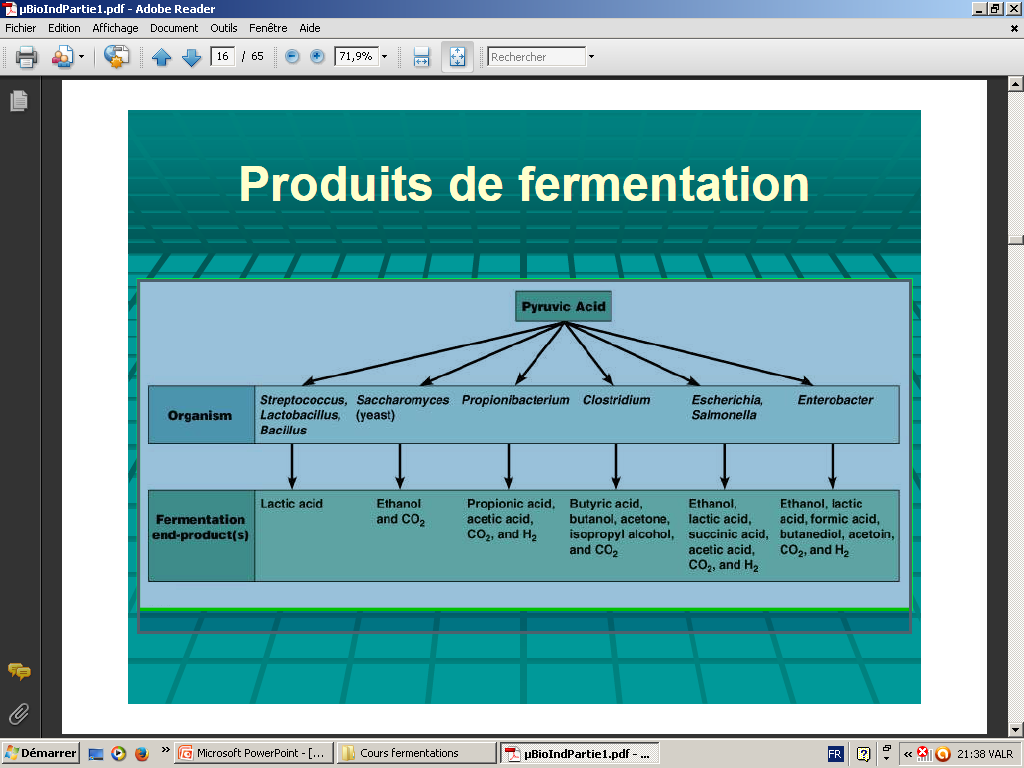 µBioIndPartie1.pdf - Adobe Reader
Fichier Edition Affichage Document Outils Fenêtre Aide
16 / 65 71,9% Rechercher
Produits de fermentation
Pyruvic Acid
Organism
Streptococcus,
Lactobacillus,
Bacillus
Saccharomyces
(yeast)
Propionibacterium
Clostridium
Escherichia,
Salmonella
Enterobacter
Fermentation
end-product(s)
Lactic acid
Ethanol
and CO2
Propionic acid,
acetic acid,
CO2, and H2
Butyric acid,
butanol, acetone,
isopropyl alcohol,
and CO2
Ethanol,
lactic acid,
succinic acid,
acetic acid,
CO2, and H2
Ethanol, lactic
acid, formic acid,
butanediol, acetoin,
CO2, and H2
Démarrer » Microsoft PowerPoint - [... Cours fermentations µBioIndPartie1.pdf - ... FR ? « 21:38 VALR